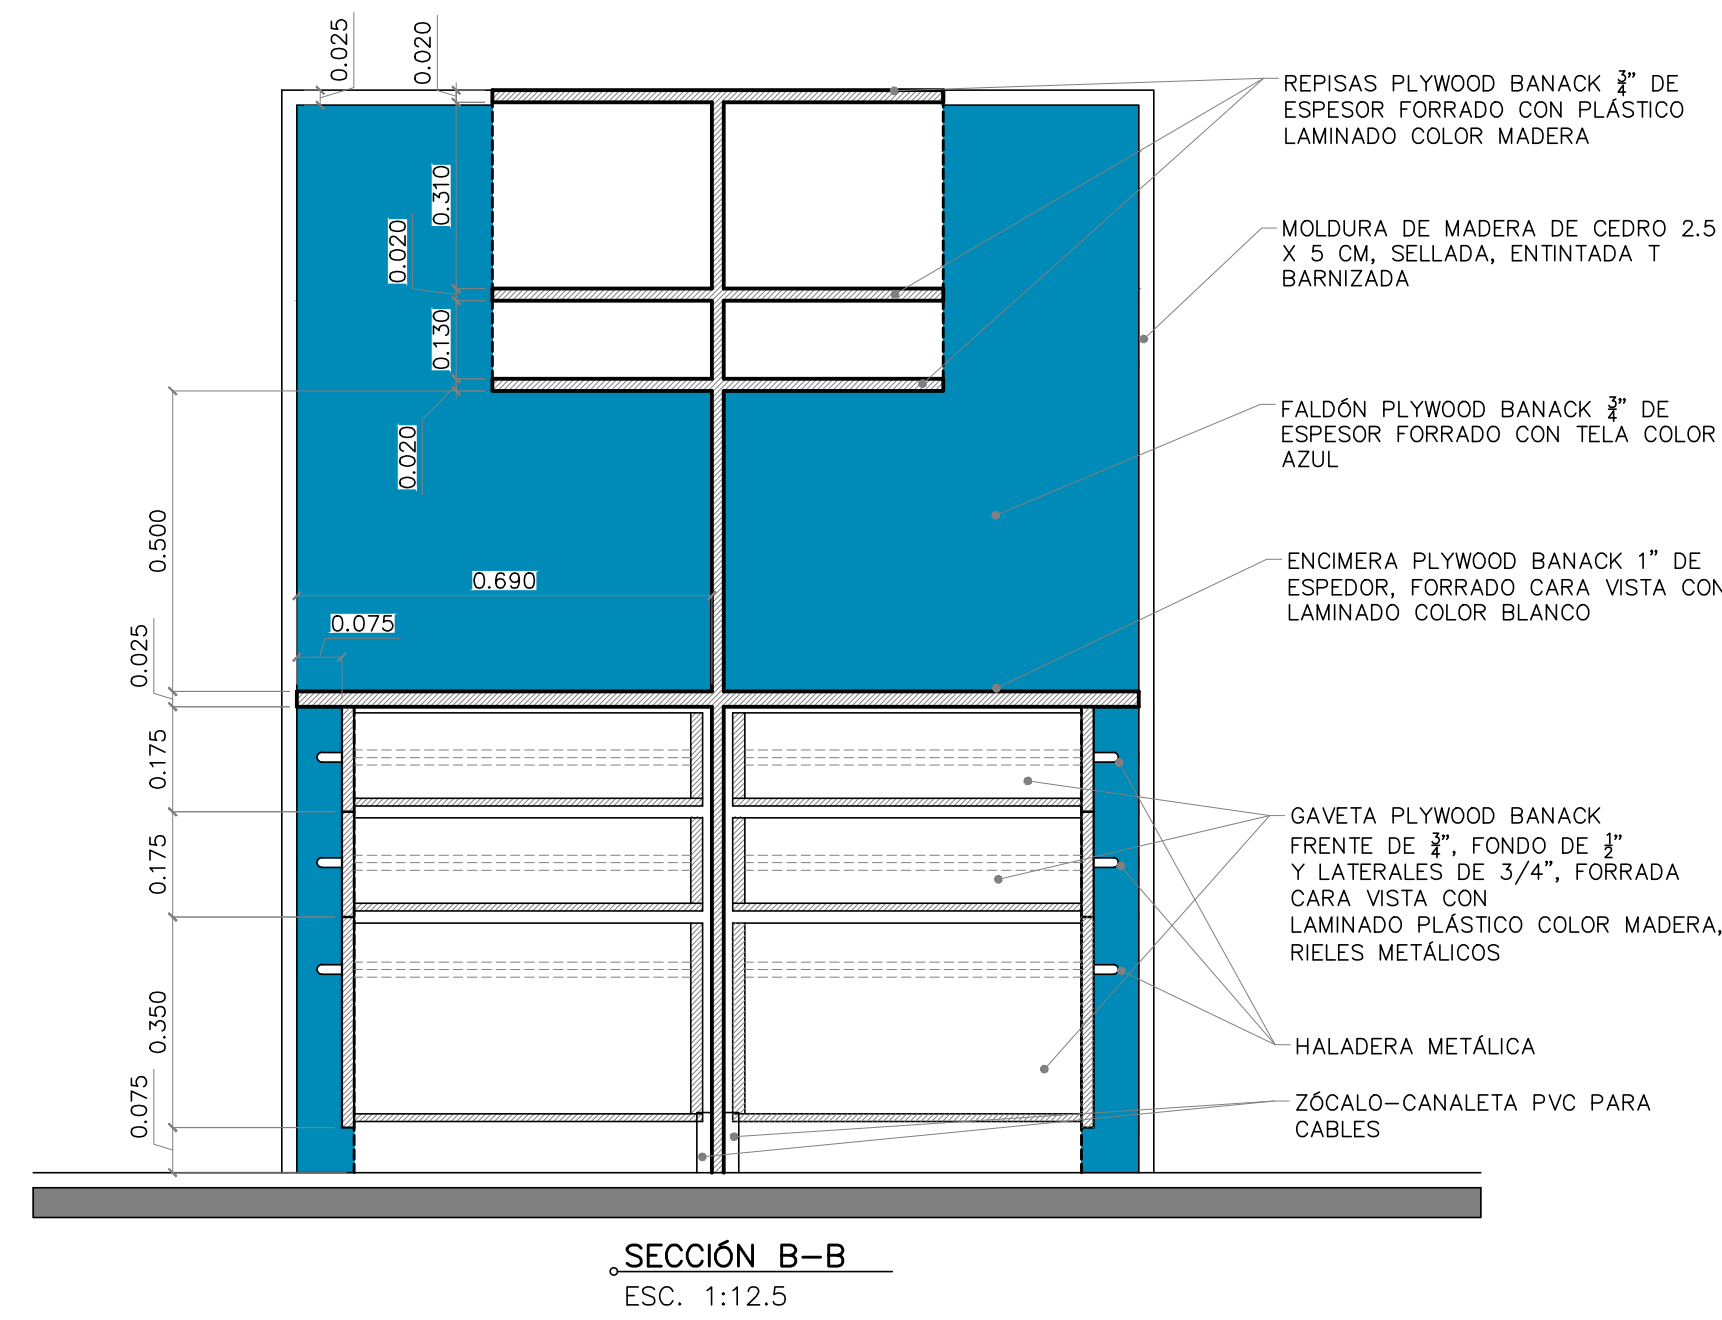 0.025
0.020
0.310
0.020
0.130
0.020
0.500
0.690
0.075
0.025
0.175
0.175
0.350
0.075
REPISAS PLYWOOD BANACK 3/4" DE
ESPESOR FORRADO CON PLÁSTICO
LAMINADO COLOR MADERA
MOLDURA DE MADERA DE CEDRO 2.5
X 5 CM, SELLADA, ENTINTADA T
BARNIZADA
FALDÓN PLYWOOD BANACK 3/4" DE
ESPESOR FORRADO CON TELA COLOR
AZUL
ENCIMERA PLYWOOD BANACK 1" DE
ESPEDOR, FORRADO CARA VISTA CON
LAMINADO COLOR BLANCO
GAVETA PLYWOOD BANACK
FRENTE DE 3/4", FONDO DE 1/2"
Y LATERALES DE 3/4", FORRADA
CARA VISTA CON
LAMINADO PLÁSTICO COLOR MADERA,
RIELES METÁLICOS
HALADERA METÁLICA
ZÓCALO-CANALETA PVC PARA
CABLES
SECCIÓN B-B
ESC. 1:12.5